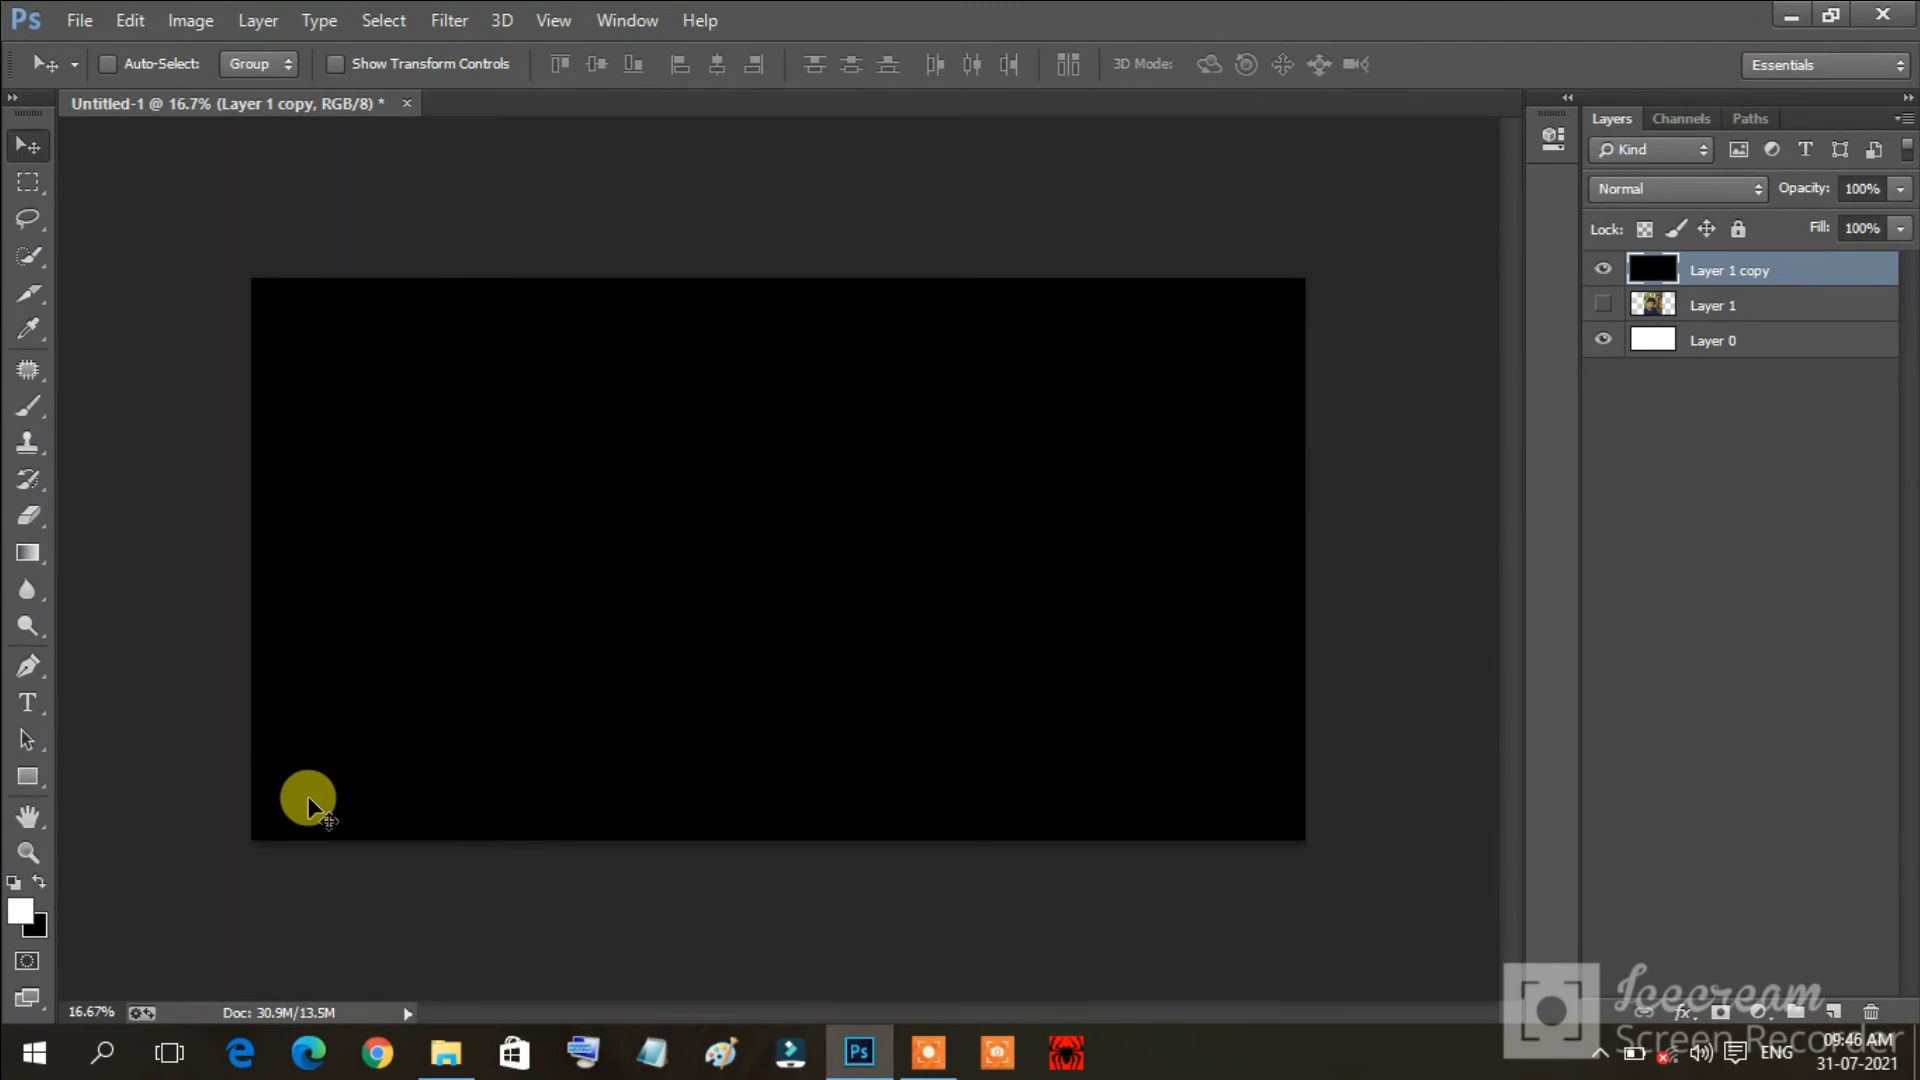 Ps File Edit Image Layer Type Select Filter 3D View Window Help
Auto-Select: Group Show Transform Controls 3D Mode: Essentials
Untitled-1 @ 16.7% (Layer 1 copy, RGB/8) * ×
Layers Channels Paths
Kind
Normal Opacity: 100%
Lock: Fill: 100%
Layer 1 copy
Layer 1
Layer 0
T
16.67% Doc: 30.9M/13.5M
Icecream
Screen Recorder
Ps
ENG
09:46 AM
31-07-2021